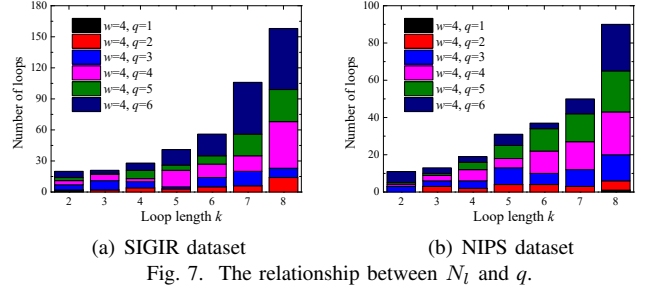 180
150
120
90
60
30
0
Number of loops
w=4, q=1
w=4, q=2
w=4, q=3
w=4, q=4
w=4, q=5
w=4, q=6
2 3 4 5 6 7 8
Loop length k
(a) SIGIR dataset
100
80
60
40
20
0
Number of loops
w=4, q=1
w=4, q=2
w=4, q=3
w=4, q=4
w=4, q=5
w=4, q=6
2 3 4 5 6 7 8
Loop length k
(b) NIPS dataset
Fig. 7. The relationship between N_l and q.